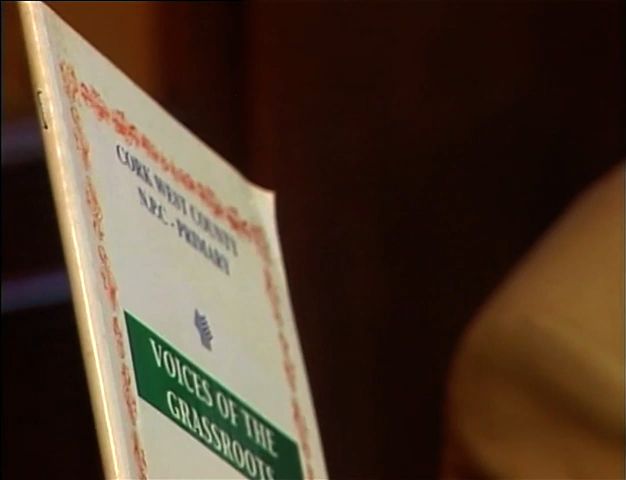 CORK WEST COUNTY
N.P.C - PRIMARY
VOICES OF THE
GRASSROOTS